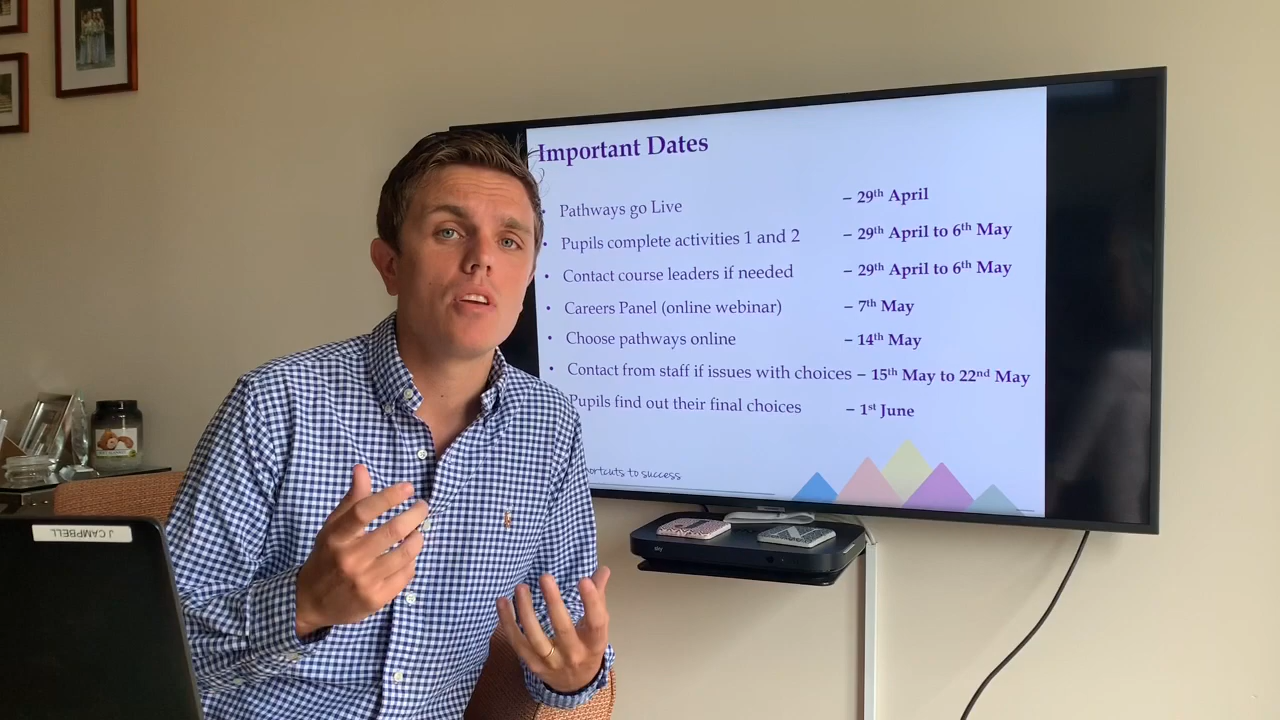 Important Dates
• Pathways go Live – 29th April
• Pupils complete activities 1 and 2 – 29th April to 6th May
• Contact course leaders if needed – 29th April to 6th May
• Careers Panel (online webinar) – 7th May
• Choose pathways online – 14th May
• Contact from staff if issues with choices – 15th May to 22nd May
Pupils find out their final choices – 1st June
to success
sky
J CAMPBELL